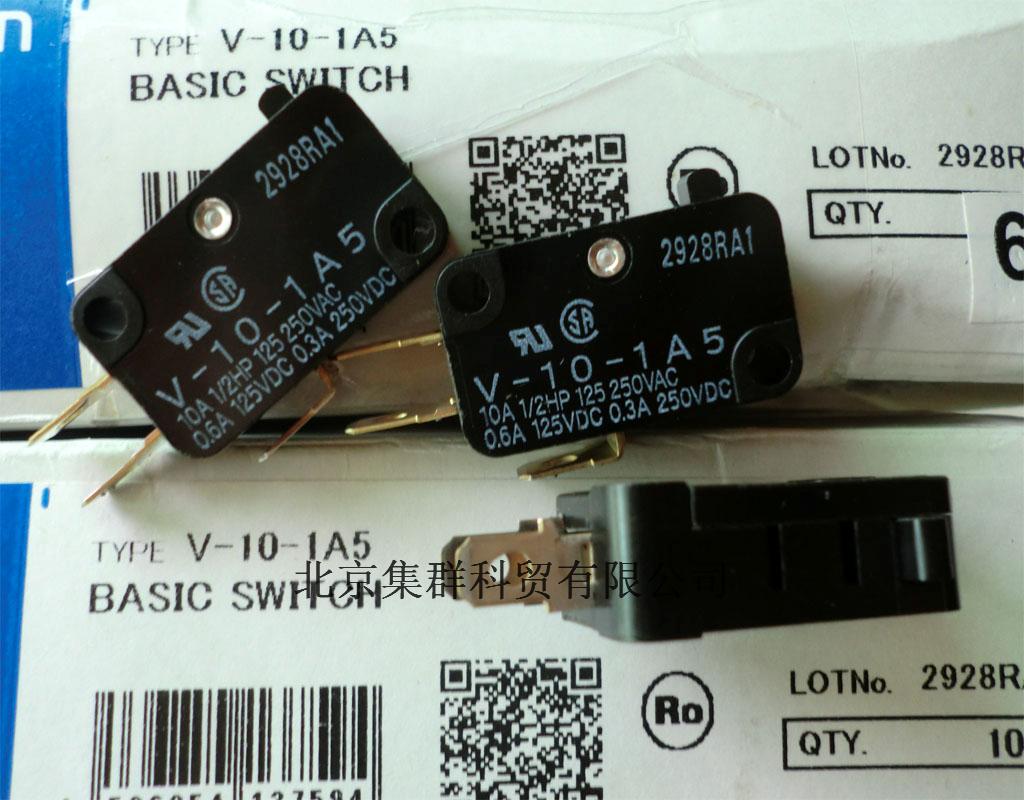 n
TYPE V-10-1A5
BASIC SWITCH
LOTNo. 2928R
QTY. 6
2928RA1
V-10-1A5
10A 1/2HP 125 250VAC
0.6A 125VDC 0.3A 250VDC
2928RA1
V-10-1A5
10A 1/2HP 125 250VAC
0.6A 125VDC 0.3A 250VDC
TYPE V-10-1A5
BASIC SWITCH
北京集群科贸有限公司
Ro
LOTNo. 2928RA
QTY. 10
137594